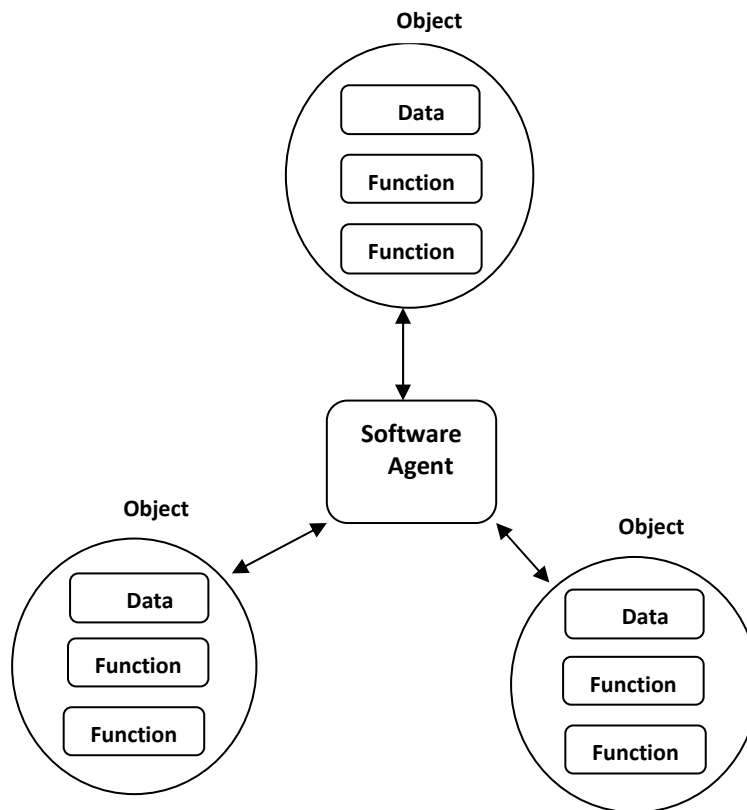 Object
Data
Function
Function
Software
Agent
Object
Data
Function
Function
Object
Data
Function
Function